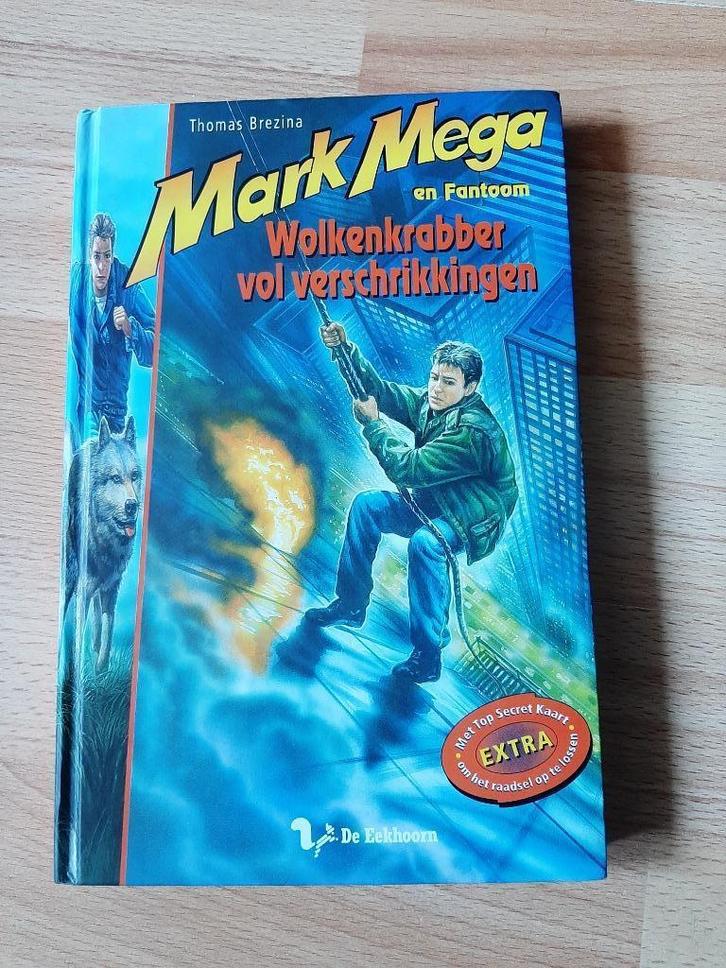 Thomas Brezina
Mark Mega
en Fantoom
Wolkenkrabber
vol verschrikkingen
Met Top Secret Kaart
EXTRA
om het raadsel op te lossen
De Eekhoorn